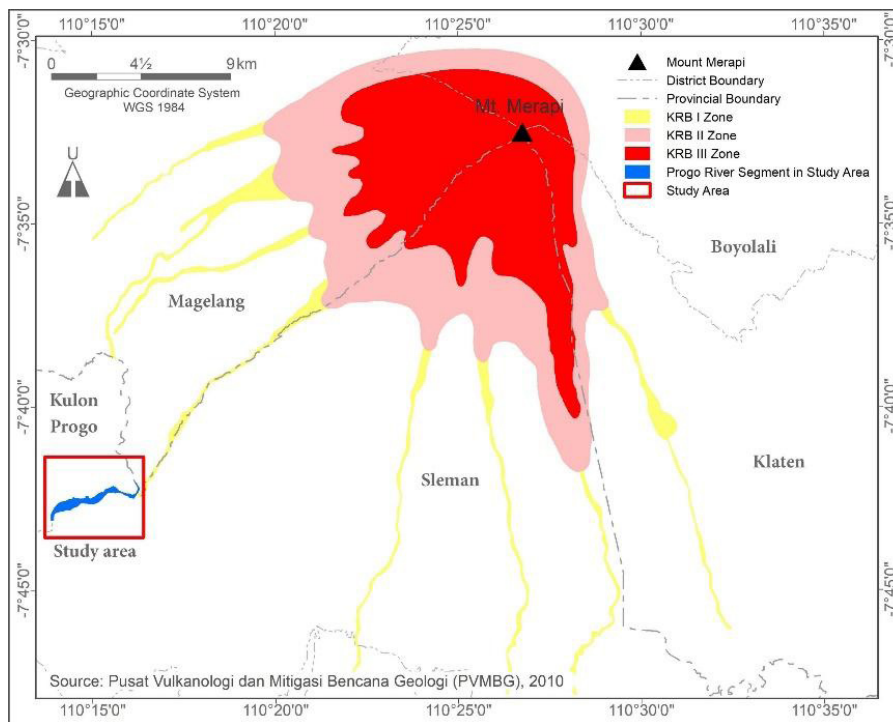 110°15'0" 110°20'0" 110°25'0" 110°30'0" 110°35'0"
-7°30'0" -7°30'0"
0 4½ 9 km
Geographic Coordinate System
WGS 1984
U
Mount Merapi
District Boundary
Provincial Boundary
KRB I Zone
KRB II Zone
KRB III Zone
Progo River Segment in Study Area
Study Area
Mt. Merapi
-7°35'0" -7°35'0"
Boyolali
Magelang
Kulon
Progo
-7°40'0" -7°40'0"
Sleman
Klaten
Study area
-7°45'0" -7°45'0"
Source: Pusat Vulkanologi dan Mitigasi Bencana Geologi (PVMBG), 2010
110°15'0" 110°20'0" 110°25'0" 110°30'0" 110°35'0"